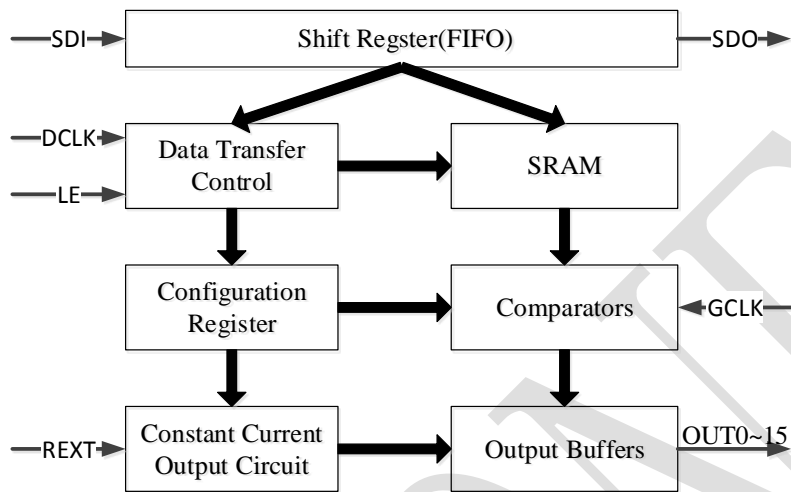 SDI
Shift Regster(FIFO)
SDO
DCLK
LE
Data Transfer
Control
SRAM
Configuration
Register
Comparators
GCLK
REXT
Constant Current
Output Circuit
Output Buffers
OUT0~15